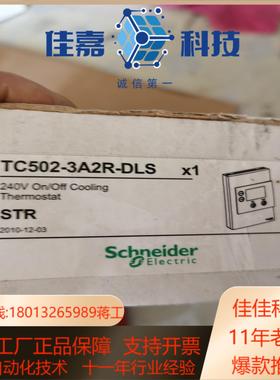 佳嘉 科技
诚信第一
TC502-3A2R-DLS x1
240V On/Off Cooling
Thermostat
STR
2010-12-03
Schneider
Electric
线:18013265989蒋工
佳佳科
工厂正品保障 支持开票
11年老
自动化技术 十一年行业经验
爆款推